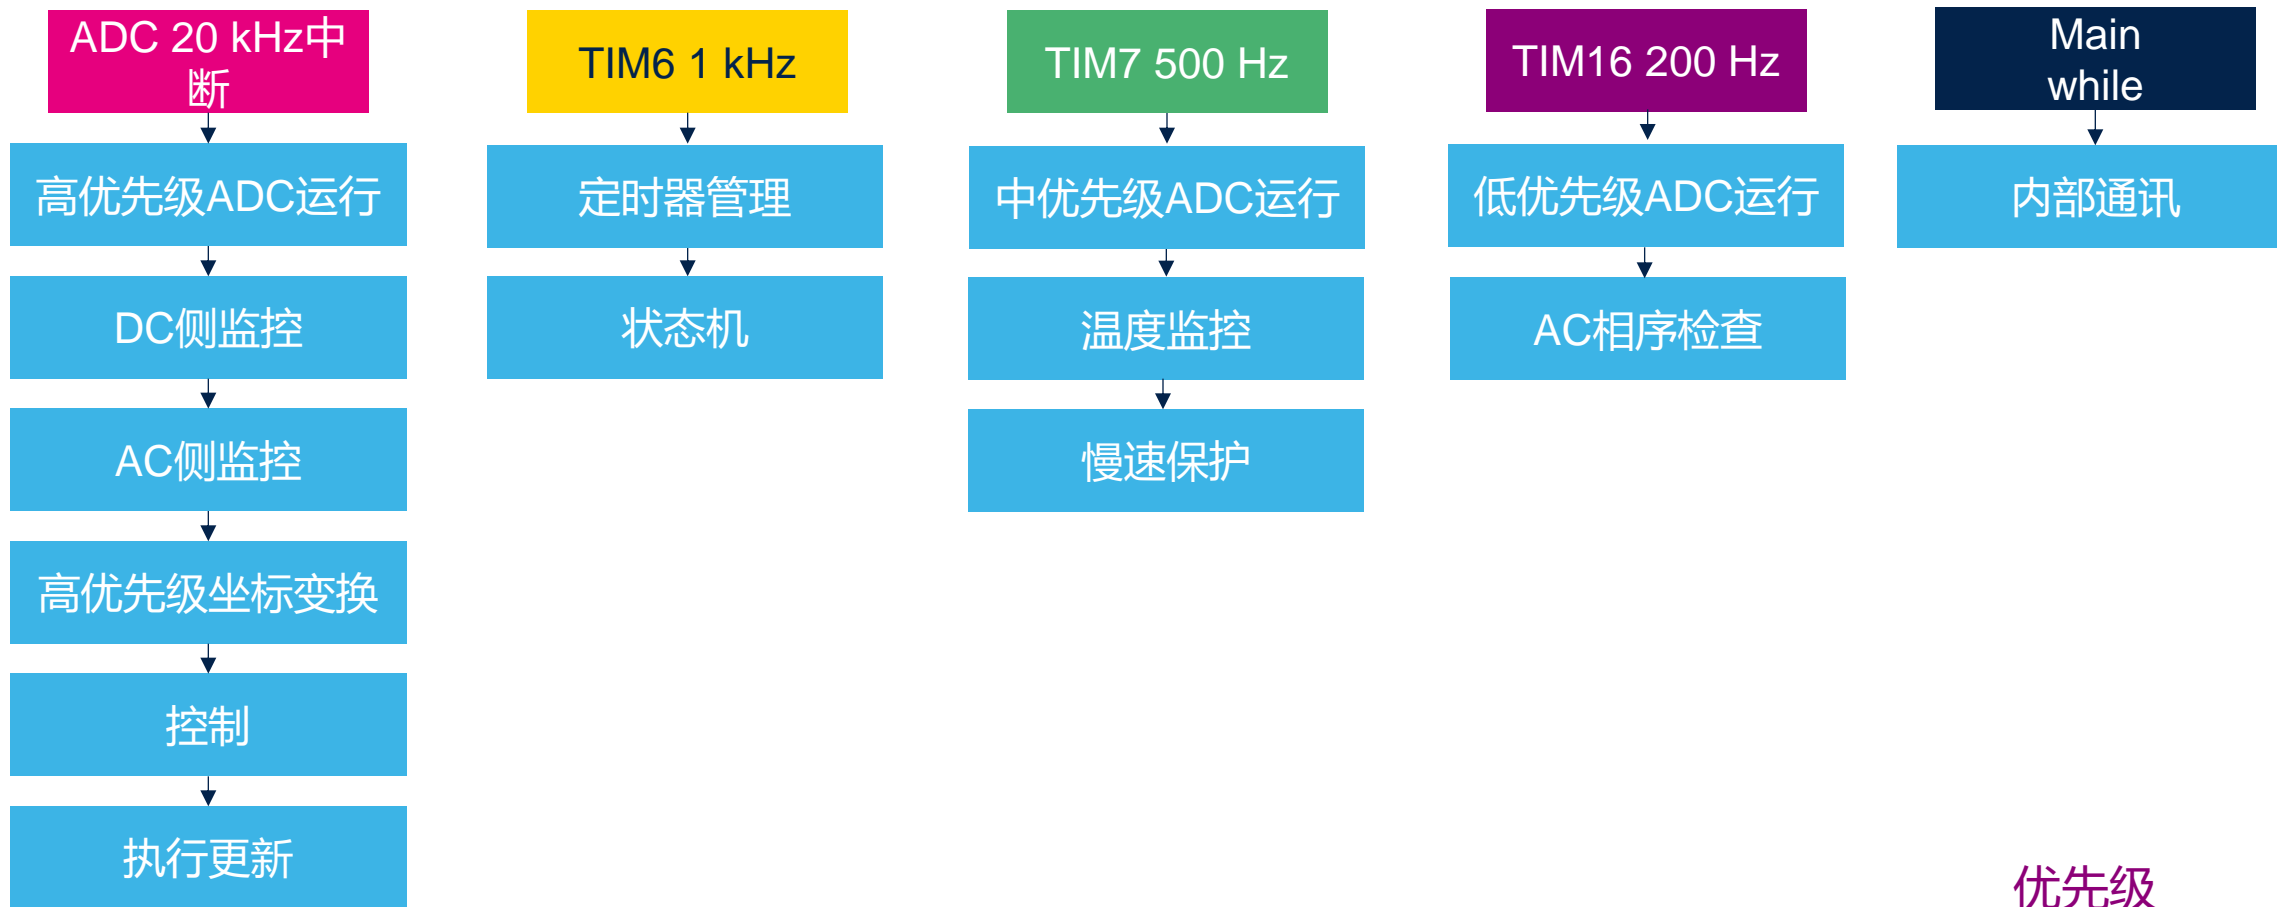 ADC 20 kHz中
断
高优先级ADC运行
DC侧监控
AC侧监控
高优先级坐标变换
控制
执行更新
TIM6 1 kHz
定时器管理
状态机
TIM7 500 Hz
中优先级ADC运行
温度监控
慢速保护
TIM16 200 Hz
低优先级ADC运行
AC相序检查
Main
while
内部通讯
优先级